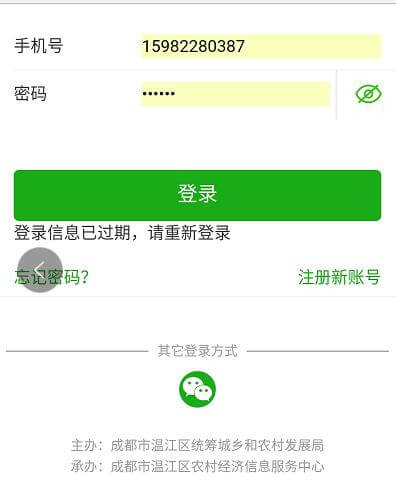 手机号 15982280387
密码 ••••••
登录
登录信息已过期，请重新登录
忘记密码？ 注册新账号
其它登录方式
主办：成都市温江区统筹城乡和农村发展局
承办：成都市温江区农村经济信息服务中心